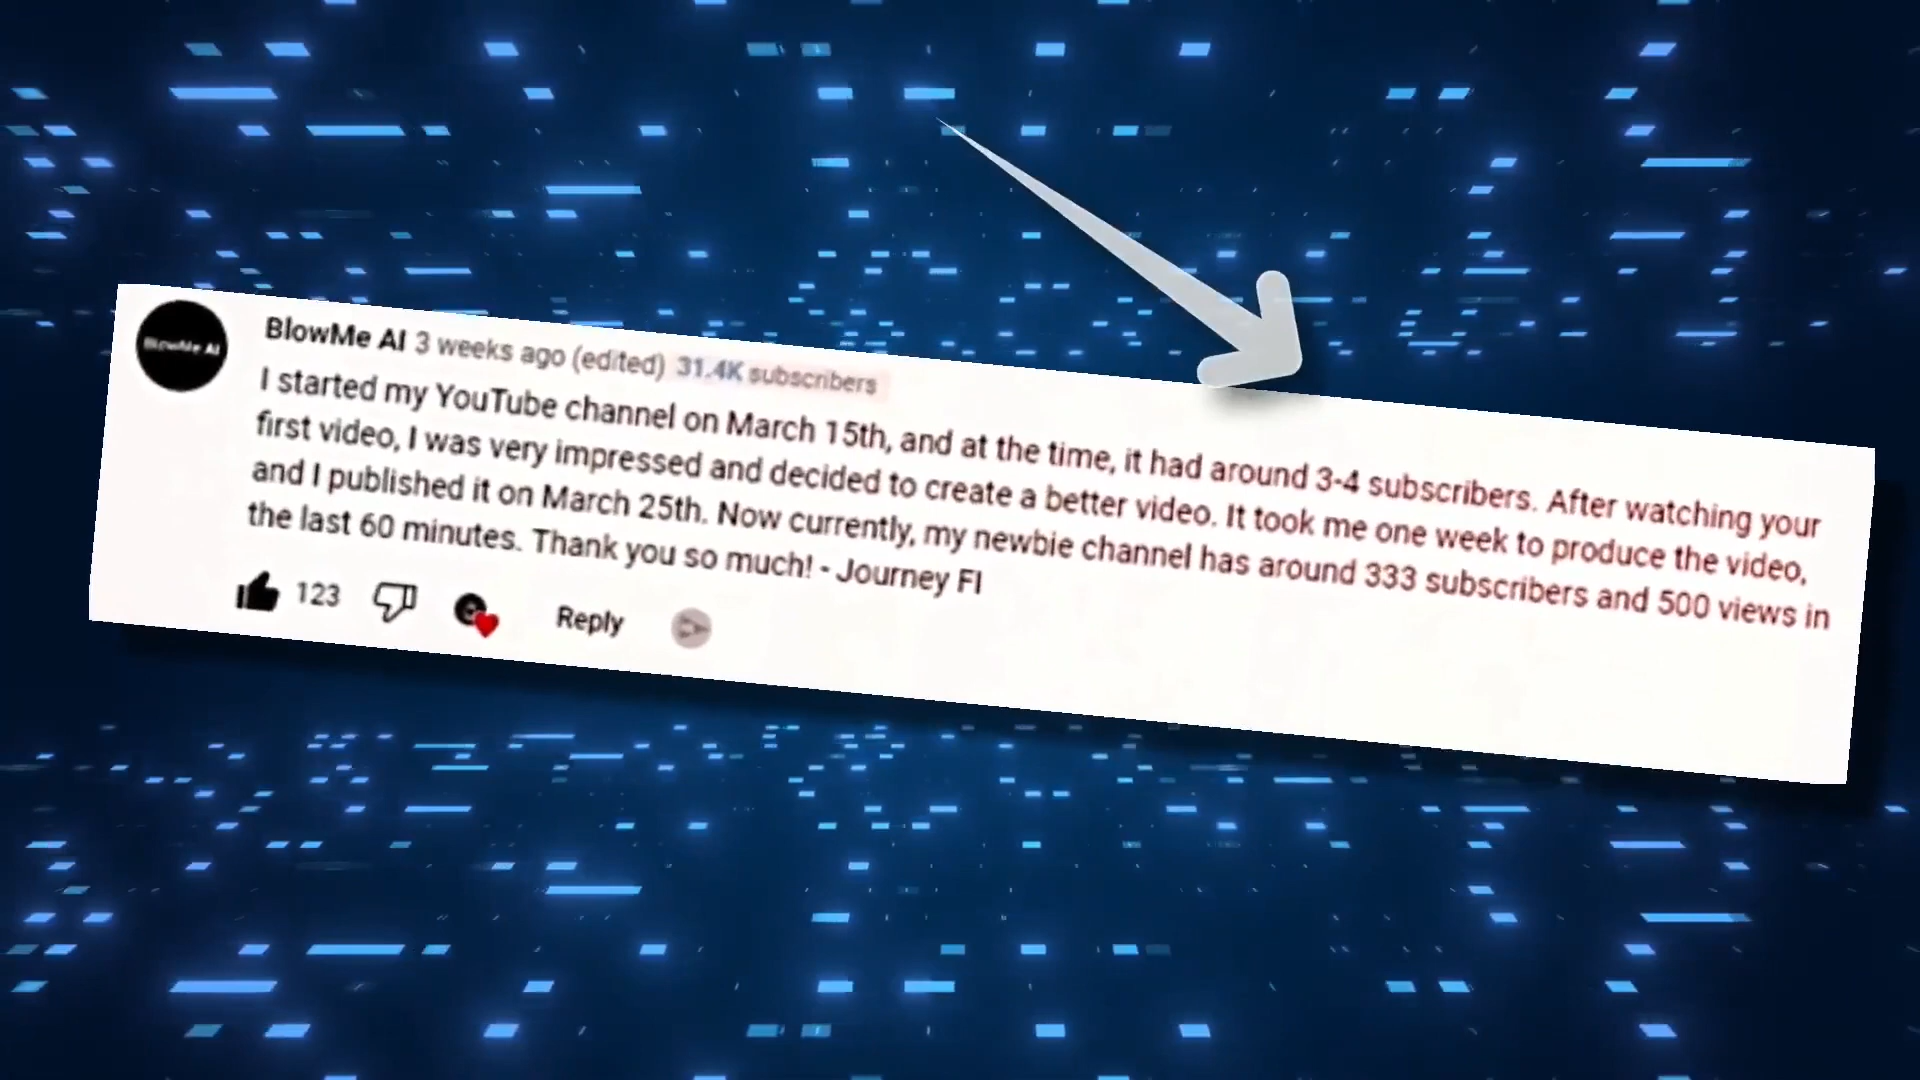 BlowMe AI
BlowMe AI 3 weeks ago (edited) 31.4K subscribers
I started my YouTube channel on March 15th, and at the time, it had around 3-4 subscribers. After watching your
first video, I was very impressed and decided to create a better video. It took me one week to produce the video,
and I published it on March 25th. Now currently, my newbie channel has around 333 subscribers and 500 views in
the last 60 minutes. Thank you so much! - Journey FI
123 Reply